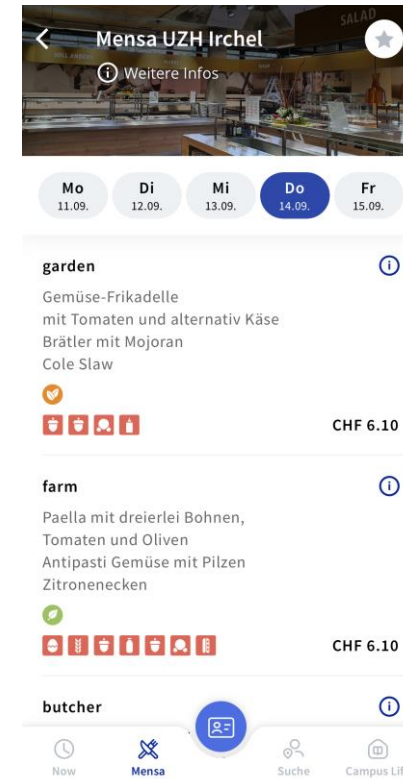 SALAD
Mensa UZH Irchel
Weitere Infos
Mo
11.09.
Di
12.09.
Mi
13.09.
Do
14.09.
Fr
15.09.
garden
Gemüse-Frikadelle
mit Tomaten und alternativ Käse
Brätler mit Mojoran
Cole Slaw
CHF 6.10
farm
Paella mit dreierlei Bohnen,
Tomaten und Oliven
Antipasti Gemüse mit Pilzen
Zitronenecken
CHF 6.10
butcher
Now
Mensa
Suche
Campus Lif